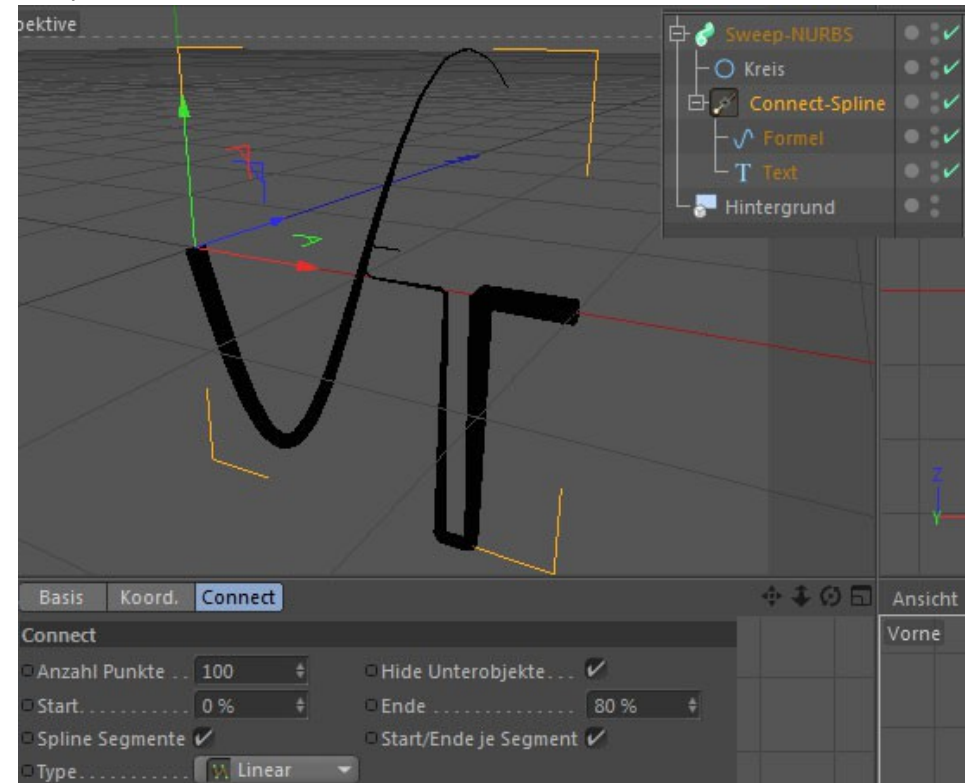 pektive
Sweep-NURBS
Kreis
Connect-Spline
Formel
T Text
Hintergrund
Z
Y
Basis Koord. Connect
Ansicht
Connect
Vorne
Anzahl Punkte . . 100
Hide Unterobjekte. . .
Start. . . . . . . . . . . 0 %
Ende . . . . . . . . . . . . . . 80 %
Spline Segmente
Start/Ende je Segment
Type. . . . . . . . . . Linear